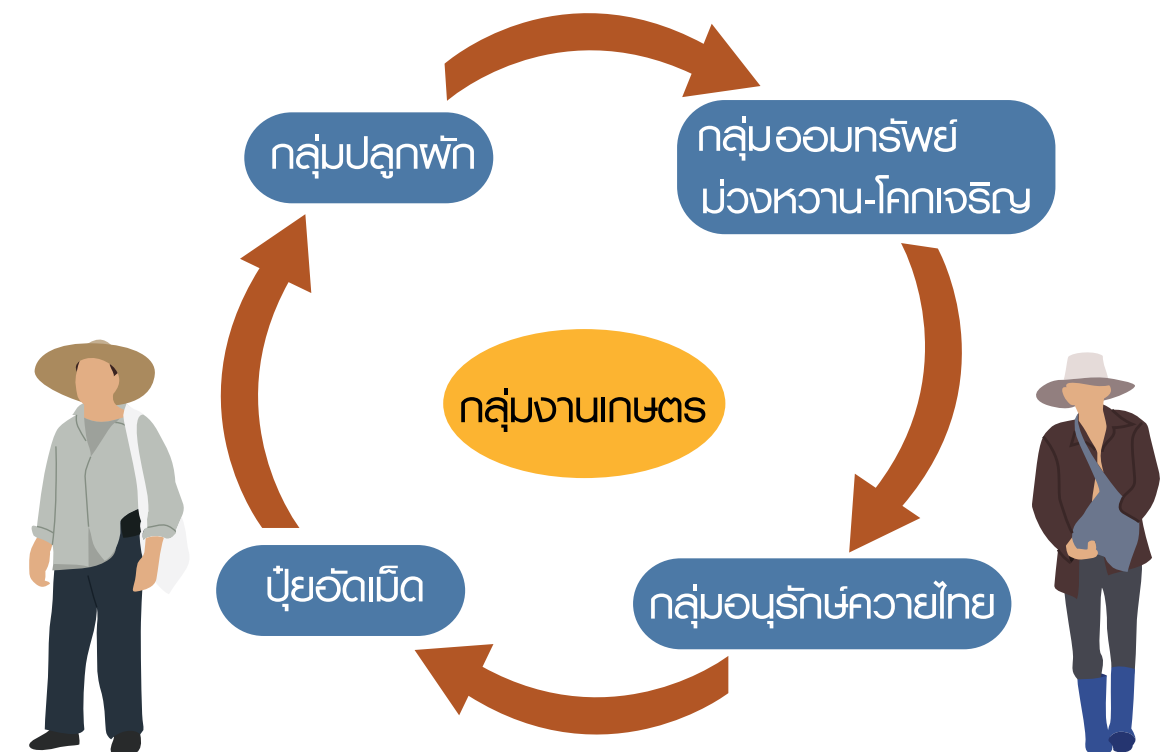 กลุ่มปลูกผัก
กลุ่มออมทรัพย์
ม่วงหวาน-โคกเจริญ
กลุ่มงานเกษตร
ปุ๋ยอัดเม็ด
กลุ่มอนุรักษ์ควายไทย